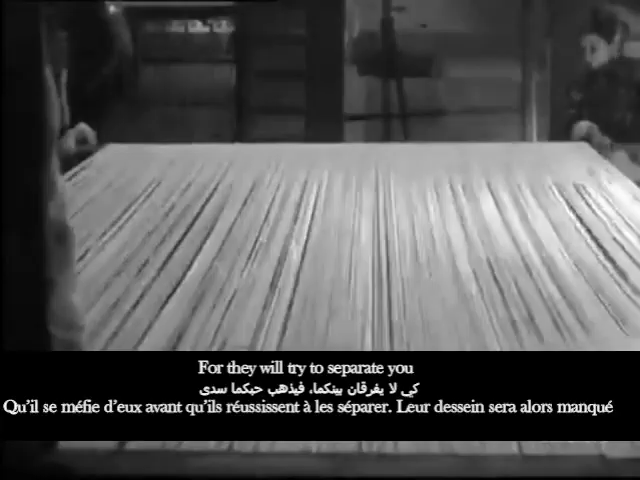 For they will try to separate you
كي لا يفرقان بينكما، فيذهب حبكما سدى
Qu'il se méfie d'eux avant qu'ils réussissent à les séparer. Leur dessein sera alors manqué